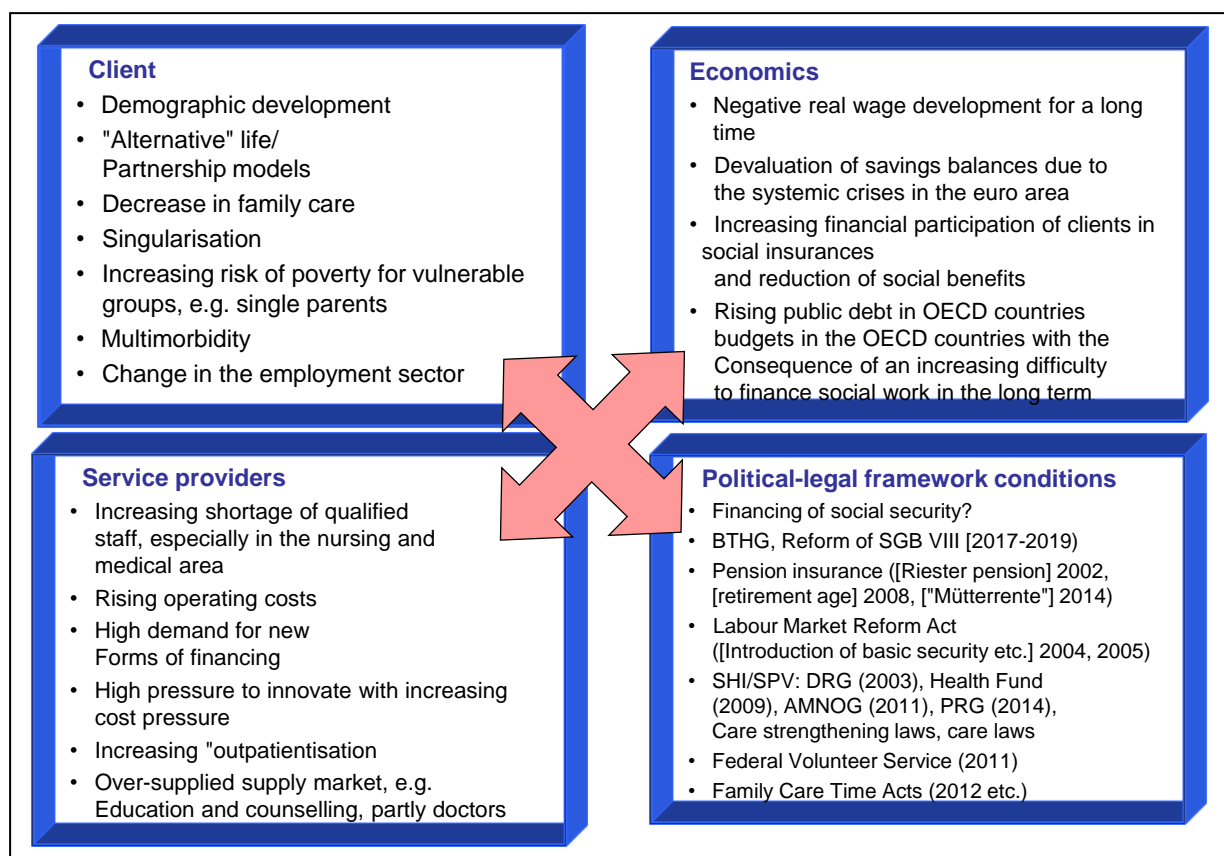 Client
• Demographic development
• "Alternative" life/
Partnership models
• Decrease in family care
• Singularisation
• Increasing risk of poverty for vulnerable
groups, e.g. single parents
• Multimorbidity
• Change in the employment sector
Economics
• Negative real wage development for a long
time
• Devaluation of savings balances due to
the systemic crises in the euro area
• Increasing financial participation of clients in
social insurances
and reduction of social benefits
• Rising public debt in OECD countries
budgets in the OECD countries with the
Consequence of an increasing difficulty
to finance social work in the long term
Service providers
• Increasing shortage of qualified
staff, especially in the nursing and
medical area
• Rising operating costs
• High demand for new
Forms of financing
• High pressure to innovate with increasing
cost pressure
• Increasing "outpatientisation
• Over-supplied supply market, e.g.
Education and counselling, partly doctors
Political-legal framework conditions
• Financing of social security?
• BTHG, Reform of SGB VIII [2017-2019)
• Pension insurance ([Riester pension] 2002,
[retirement age] 2008, ["Mütterrente"] 2014)
• Labour Market Reform Act
([Introduction of basic security etc.] 2004, 2005)
• SHI/SPV: DRG (2003), Health Fund
(2009), AMNOG (2011), PRG (2014),
Care strengthening laws, care laws
• Federal Volunteer Service (2011)
• Family Care Time Acts (2012 etc.)